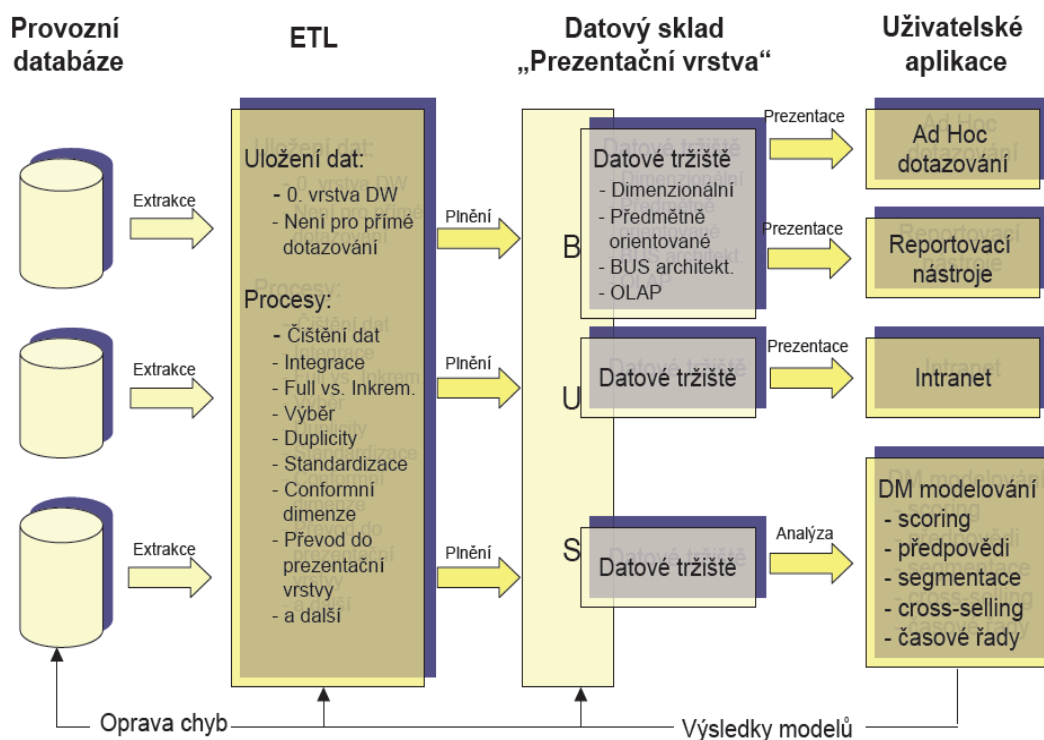 Provozní
databáze
ETL
Datový sklad
„Prezentační vrstva“
Uživatelské
aplikace
Extrakce
Extrakce
Extrakce
Uložení dat:
- 0. vrstva DW
- Není pro přímé
dotazování
Procesy:
- Čištění dat
- Integrace
- Full vs. Inkrem.
- Výběr
- Duplicity
- Standardizace
- Conformní
dimenze
- Převod do
prezentační
vrstvy
- a další
Plnění
Plnění
Plnění
B
U
S
Datové tržiště
- Dimenzionální
- Předmětně
orientované
- BUS architekt.
- OLAP
Datové tržiště
Datové tržiště
Prezentace
Prezentace
Prezentace
Analýza
Ad Hoc
dotazování
Reportovací
nástroje
Intranet
DM modelování
- scoring
- předpovědi
- segmentace
- cross-selling
- časové řady
Oprava chyb
Výsledky modelů